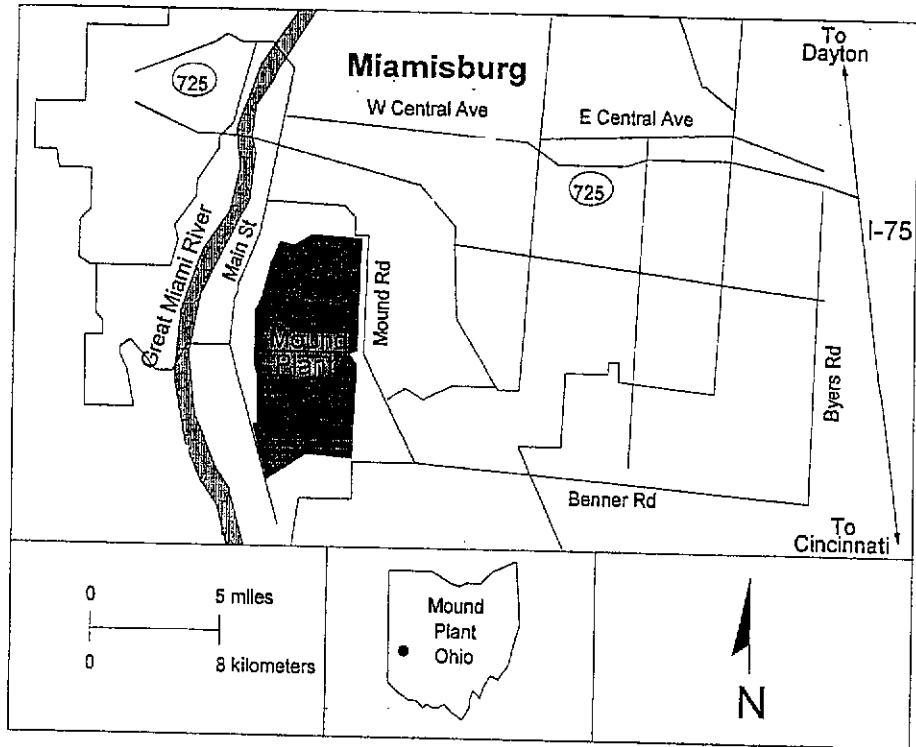 To
Dayton
Miamisburg
725
W Central Ave
E Central Ave
725
I-75
Great Miami River
Main St
Mound Rd
Mound
Plant
Byers Rd
Benner Rd
To
Cincinnati
0
5 miles
0
8 kilometers
Mound
Plant
Ohio
N